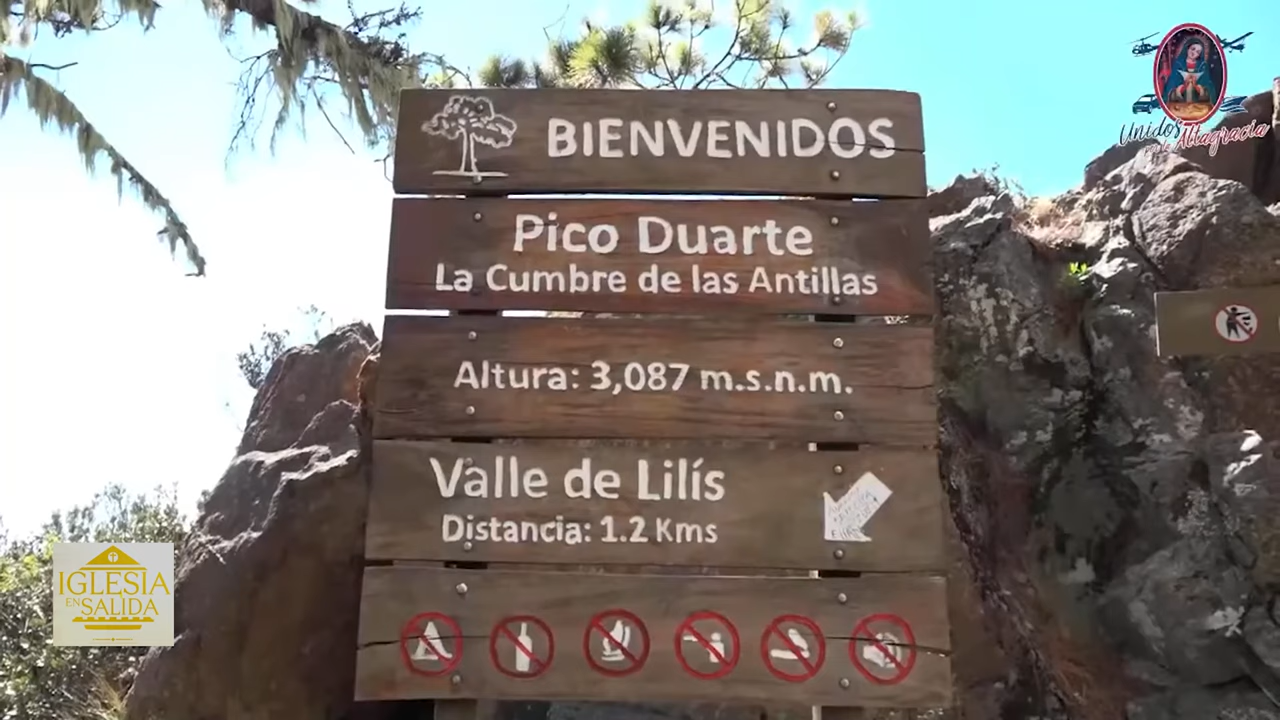 BIENVENIDOS
Pico Duarte
La Cumbre de las Antillas
Altura: 3,087 m.s.n.m.
Valle de Lilís
Distancia: 1.2 Kms
Unidos
Altagracia
IGLESIA
EN SALIDA